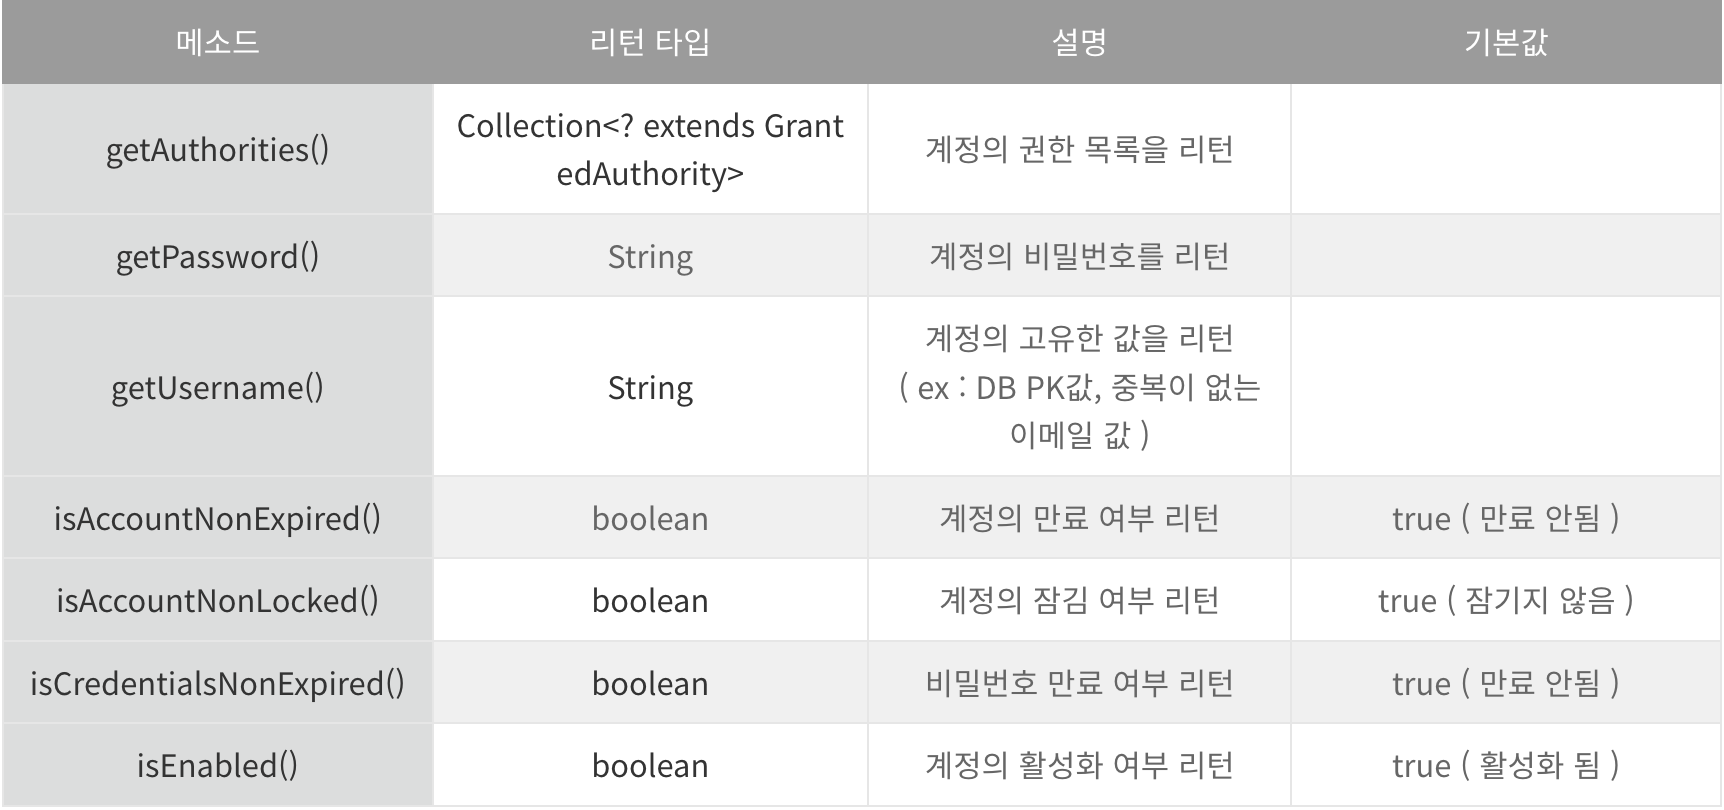 메소드 리턴 타입 설명 기본값
getAuthorities() Collection<? extends Grant
edAuthority> 계정의 권한 목록을 리턴
getPassword() String 계정의 비밀번호를 리턴
getUsername() String 계정의 고유한 값을 리턴
( ex : DB PK값, 중복이 없는
이메일 값 )
isAccountNonExpired() boolean 계정의 만료 여부 리턴 true ( 만료 안됨 )
isAccountNonLocked() boolean 계정의 잠김 여부 리턴 true ( 잠기지 않음 )
isCredentialsNonExpired() boolean 비밀번호 만료 여부 리턴 true ( 만료 안됨 )
isEnabled() boolean 계정의 활성화 여부 리턴 true ( 활성화 됨 )